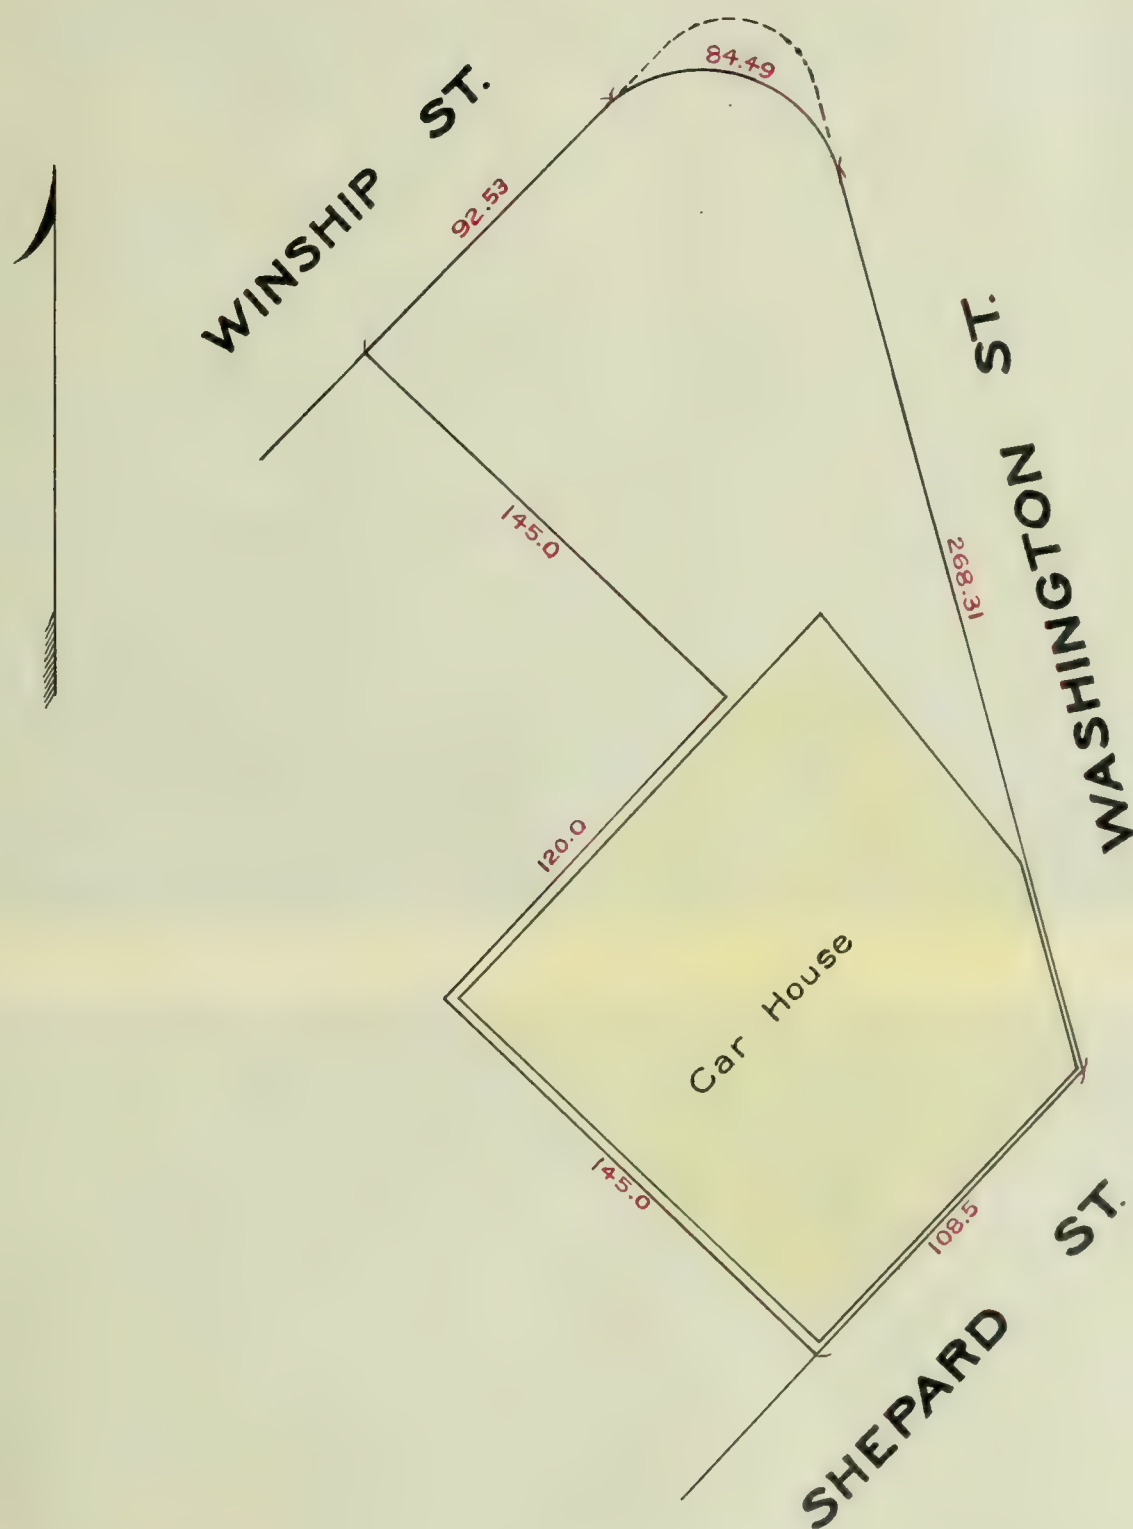 WINSHIP ST.
84.49
92.53
145.0
268.31
WASHINGTON ST.
120.0
Car House
145.0
108.5
SHEPARD ST.